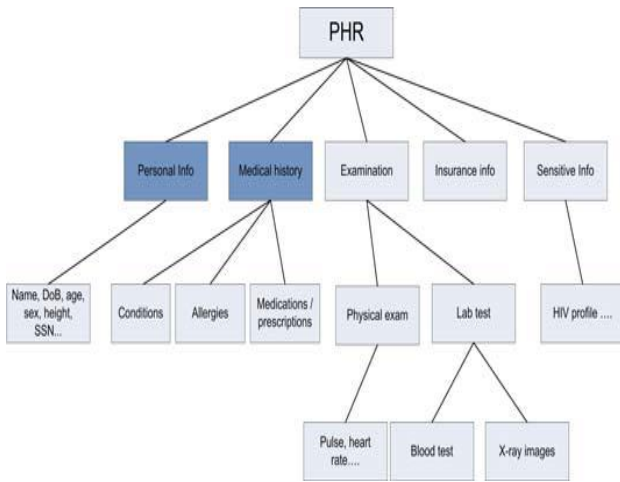 PHR
Personal Info
Medical history
Examination
Insurance info
Sensitive Info
Name, DoB, age,
sex, height,
SSN...
Conditions
Allergies
Medications /
prescriptions
Physical exam
Lab test
HIV profile ....
Pulse, heart
rate....
Blood test
X-ray images